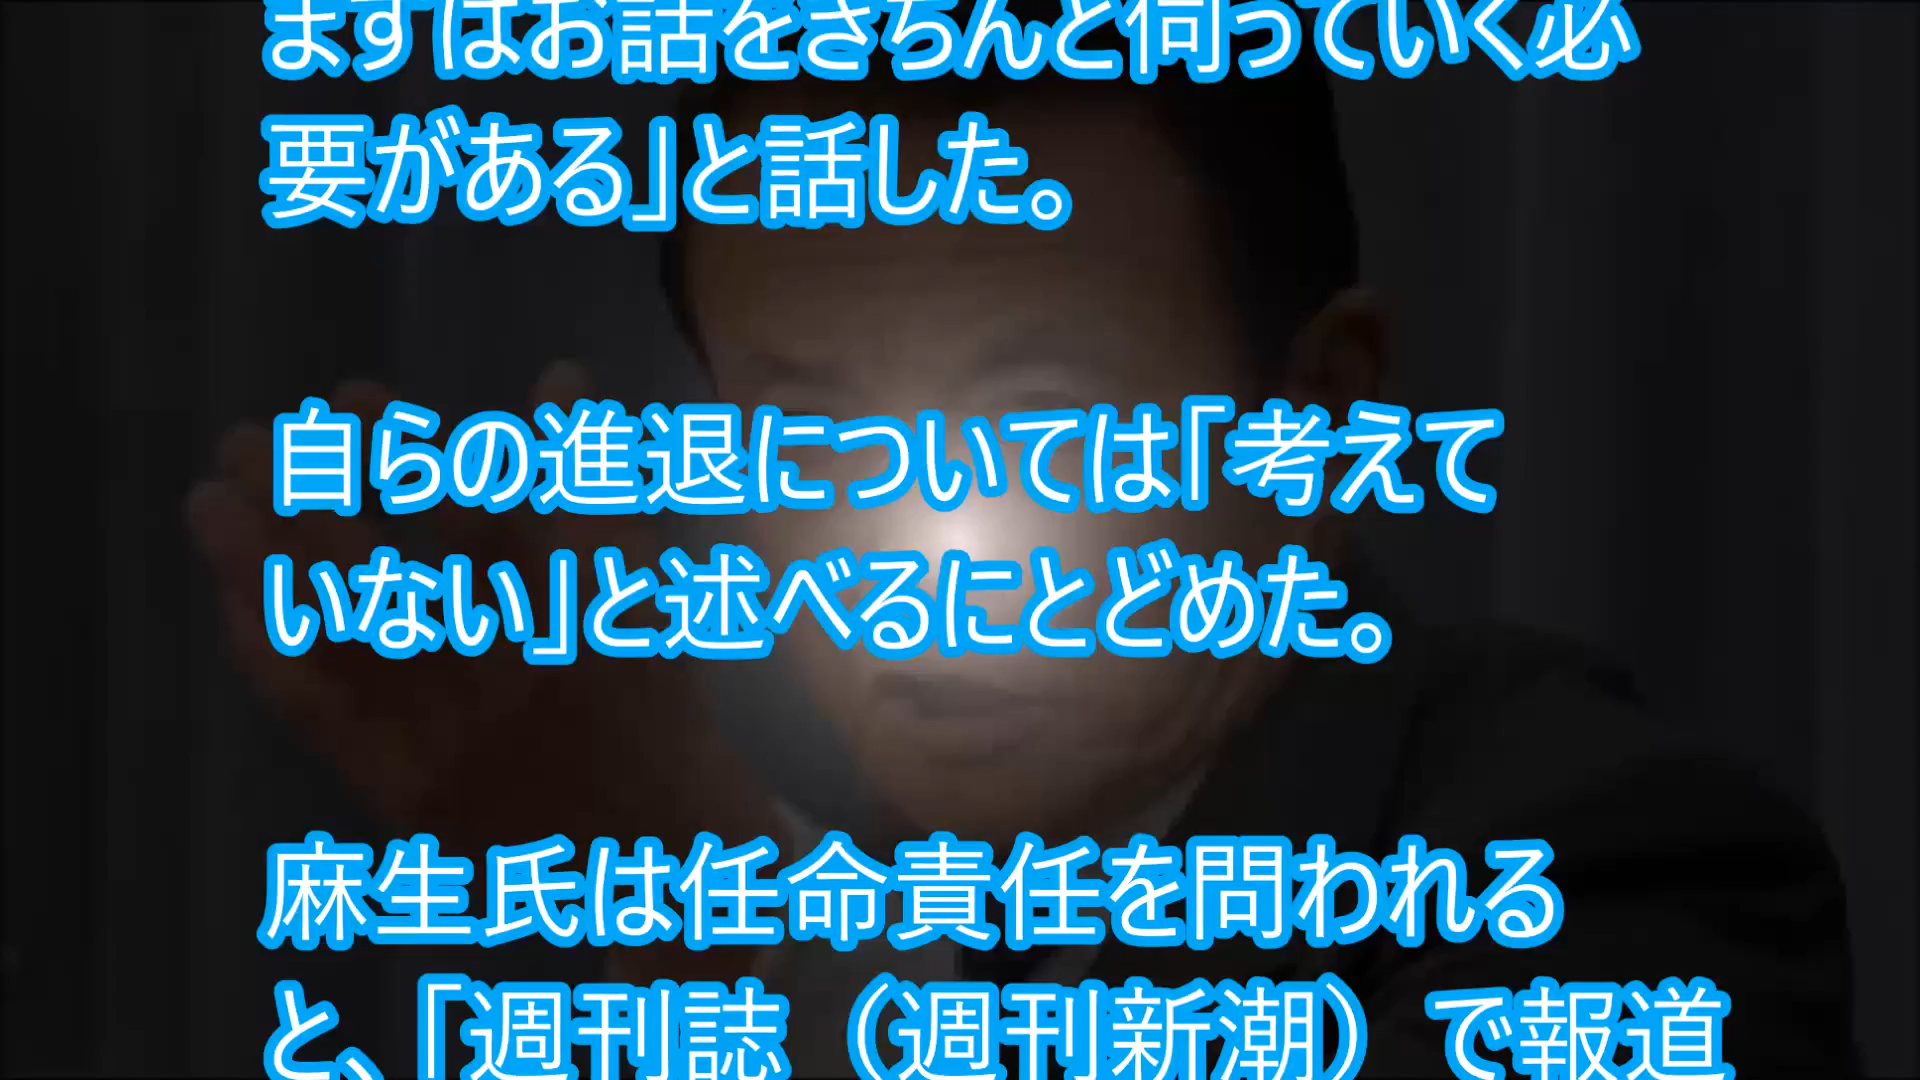 まずはお話をきちんと伺っていく必
要がある」と話した。
自らの進退については「考えて
いない」と述べるにとどめた。
麻生氏は任命責任を問われる
と、「週刊誌（週刊新潮）で報道